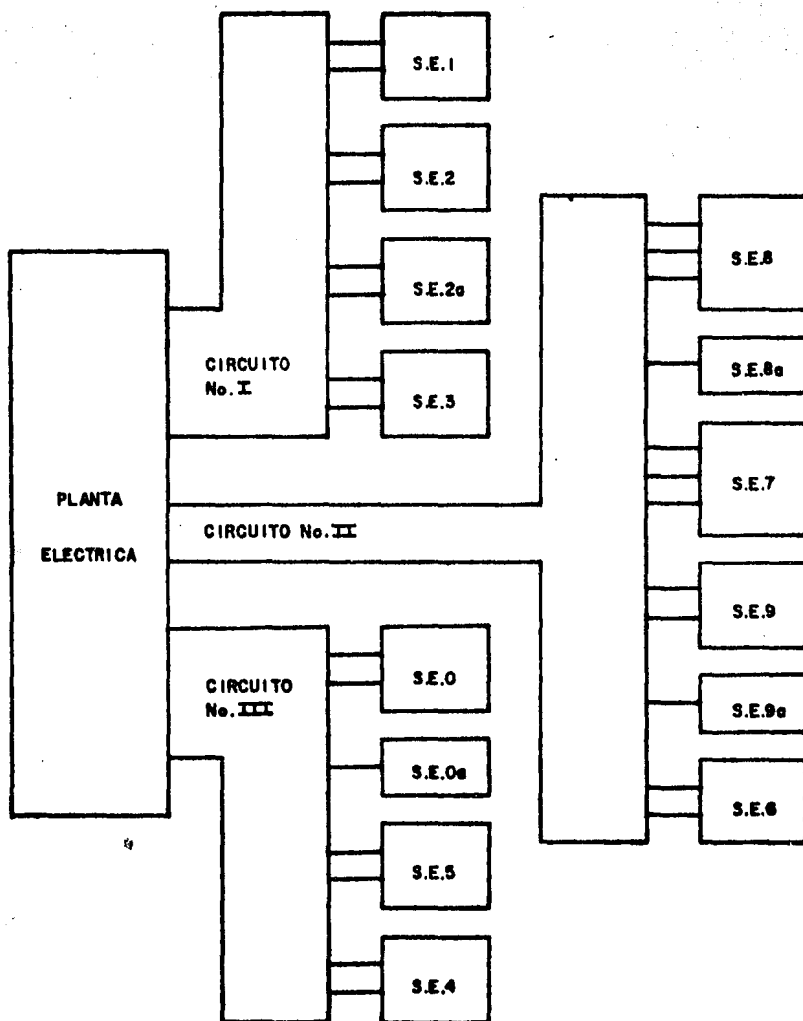 S.E.1
S.E.2
S.E.2a
S.E.3
CIRCUITO
No. I
PLANTA
ELECTRICA
CIRCUITO No. II
CIRCUITO
No. III
S.E.0
S.E.0a
S.E.5
S.E.4
S.E.8
S.E.8a
S.E.7
S.E.9
S.E.9a
S.E.6